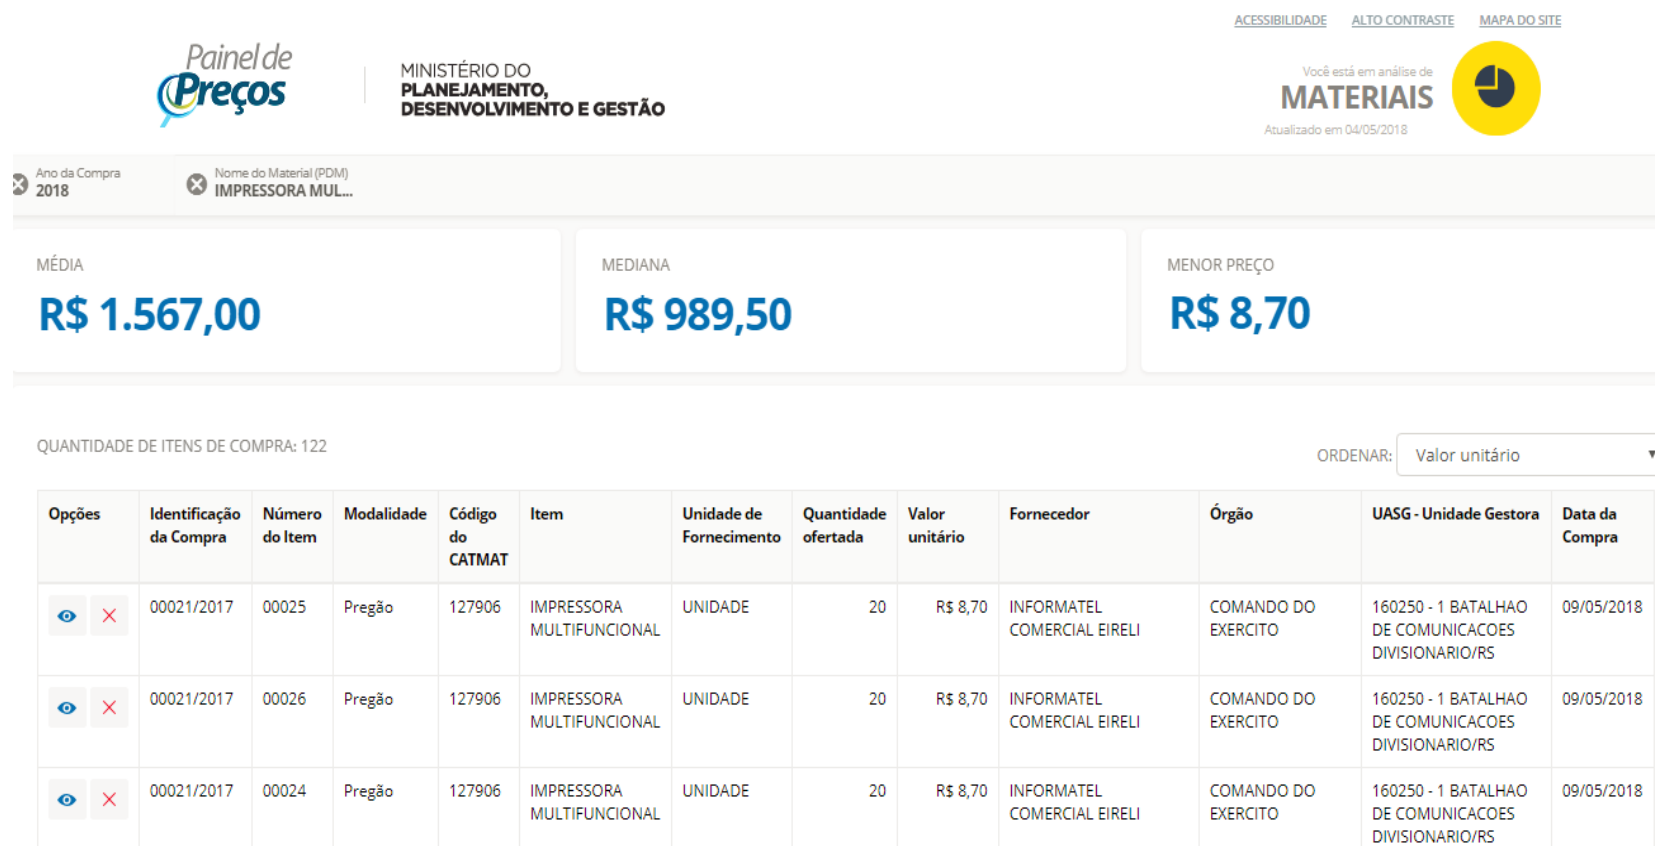 ACESSIBILIDADE ALTO CONTRASTE MAPA DO SITE
Painel de
Preços
MINISTÉRIO DO
PLANEJAMENTO,
DESENVOLVIMENTO E GESTÃO
Você está em análise de
MATERIAIS
Atualizado em 04/05/2018
Ano da Compra
2018
Nome do Material (PDM)
IMPRESSORA MUL...
MÉDIA
R$ 1.567,00
MEDIANA
R$ 989,50
MENOR PREÇO
R$ 8,70
QUANTIDADE DE ITENS DE COMPRA: 122
ORDENAR: Valor unitário
Opções Identificação Número Modalidade Código Item Unidade de Quantidade Valor Fornecedor Órgão UASG - Unidade Gestora Data da
da Compra do Item do Fornecimento ofertada unitário Compra
CATMAT
00021/2017 00025 Pregão 127906 IMPRESSORA UNIDADE 20 R$ 8,70 INFORMATEL COMANDO DO 160250 - 1 BATALHAO 09/05/2018
MULTIFUNCIONAL COMERCIAL EIRELI EXERCITO DE COMUNICACOES
DIVISIONARIO/RS
00021/2017 00026 Pregão 127906 IMPRESSORA UNIDADE 20 R$ 8,70 INFORMATEL COMANDO DO 160250 - 1 BATALHAO 09/05/2018
MULTIFUNCIONAL COMERCIAL EIRELI EXERCITO DE COMUNICACOES
DIVISIONARIO/RS
00021/2017 00024 Pregão 127906 IMPRESSORA UNIDADE 20 R$ 8,70 INFORMATEL COMANDO DO 160250 - 1 BATALHAO 09/05/2018
MULTIFUNCIONAL COMERCIAL EIRELI EXERCITO DE COMUNICACOES
DIVISIONARIO/RS